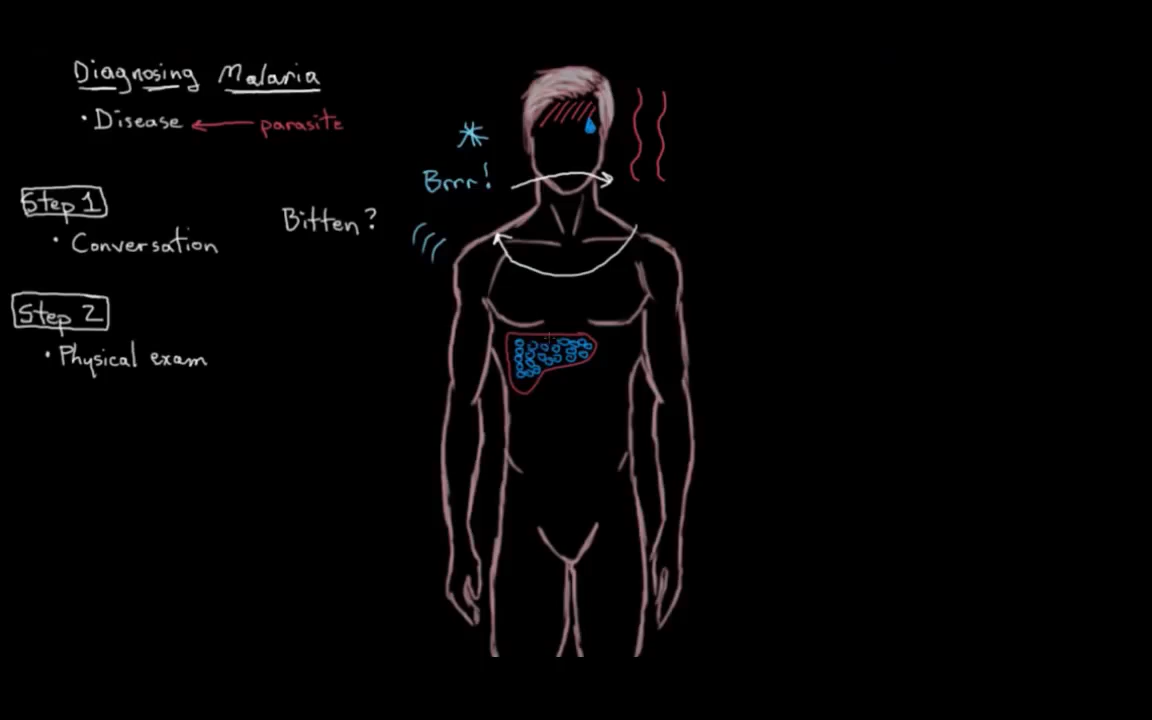 Diagnosing Malaria
• Disease ← parasite
Brrr!
Step 1
Bitten?
• Conversation
Step 2
• Physical exam